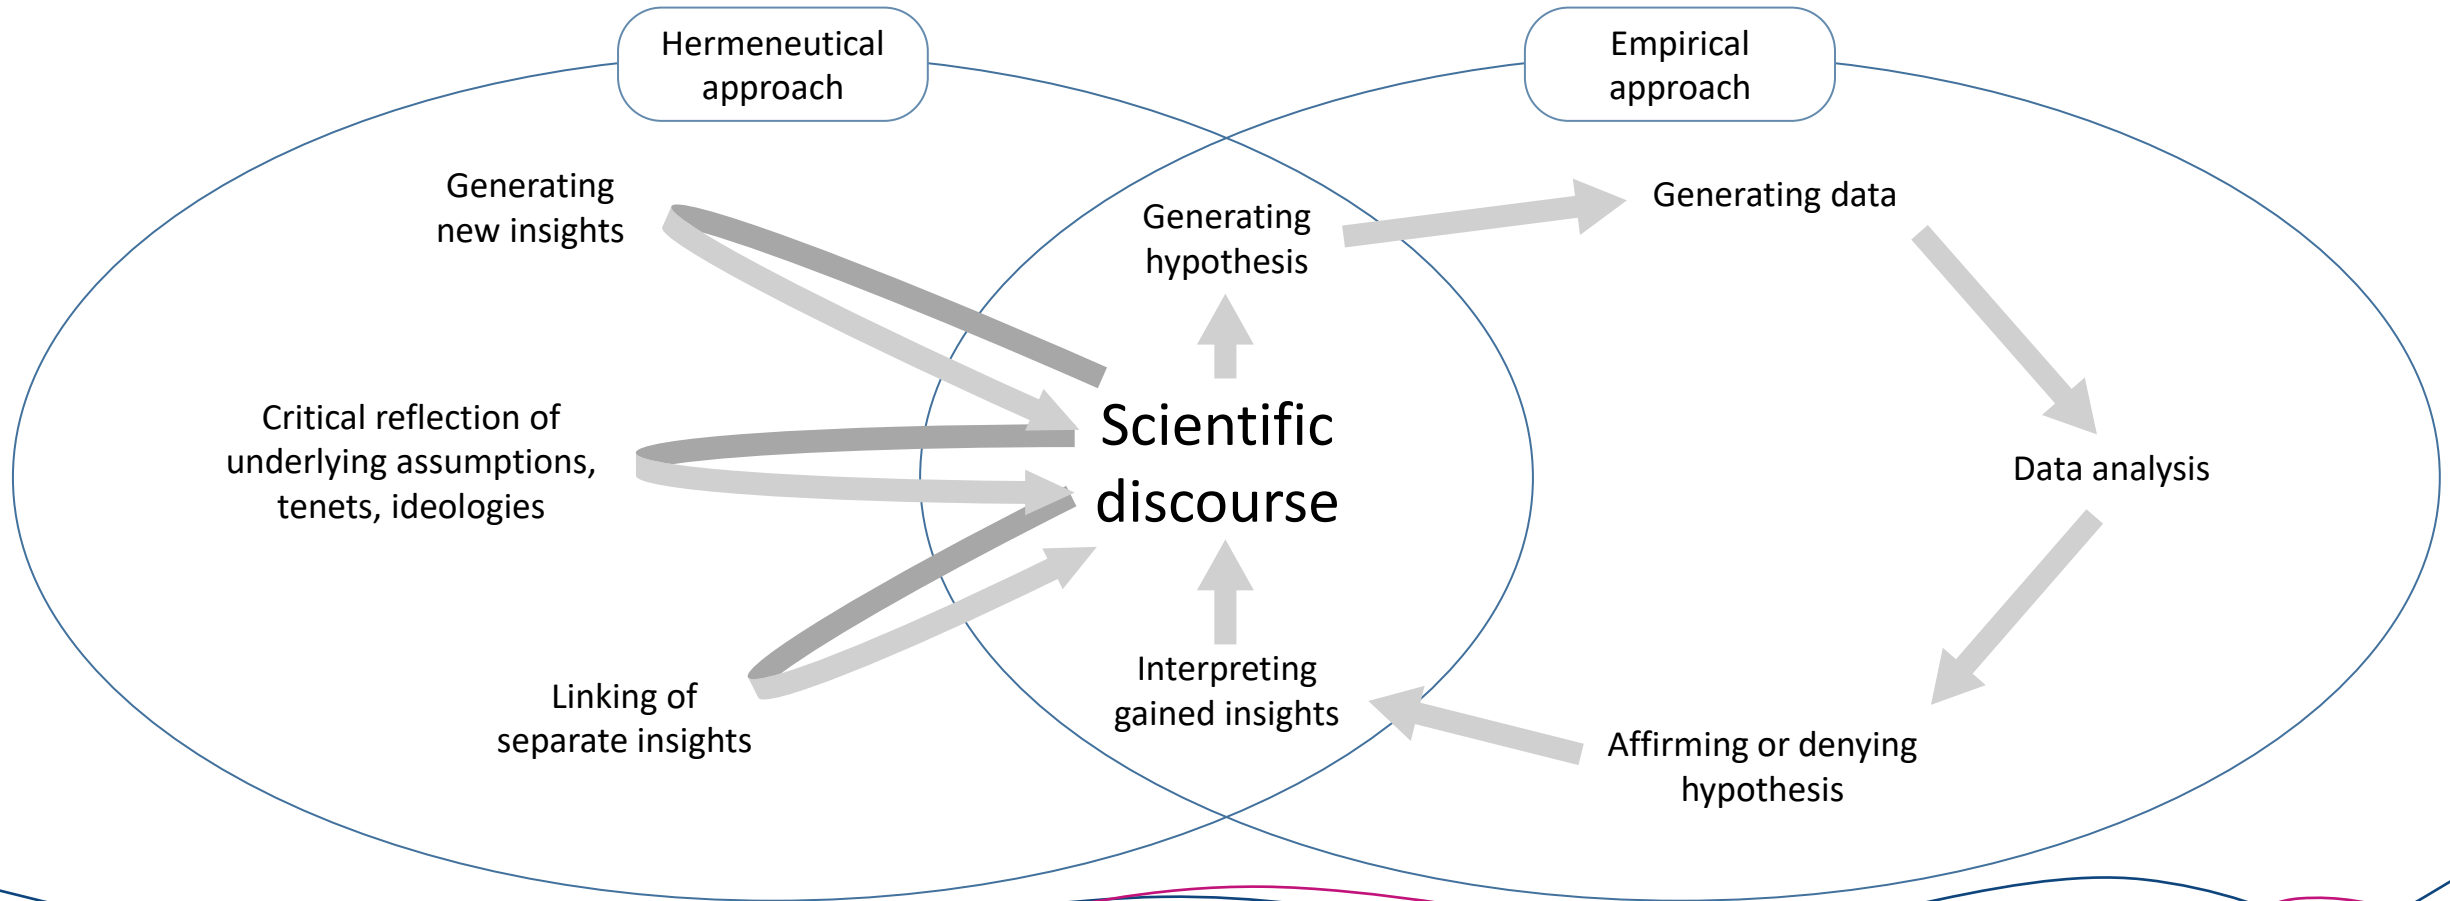 Hermeneutical
approach
Empirical
approach
Generating
new insights
Critical reflection of
underlying assumptions,
tenets, ideologies
Linking of
separate insights
Generating
hypothesis
Scientific
discourse
Interpreting
gained insights
Generating data
Data analysis
Affirming or denying
hypothesis